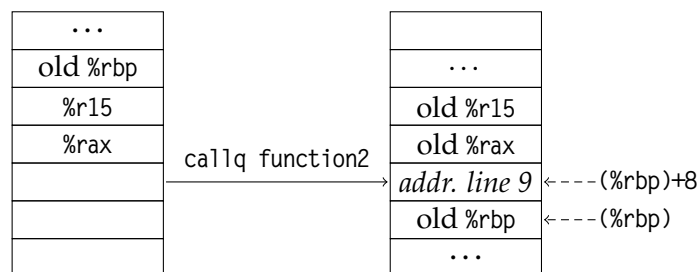 ...
old %rbp
...
%r15
old %r15
%rax
old %rax
callq function2
addr. line 9
(%rbp)+8
old %rbp
(%rbp)
...